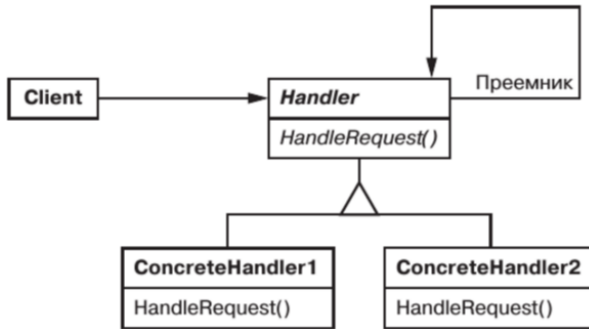 Преемник
Client
Handler
HandleRequest()
ConcreteHandler1
HandleRequest()
ConcreteHandler2
HandleRequest()